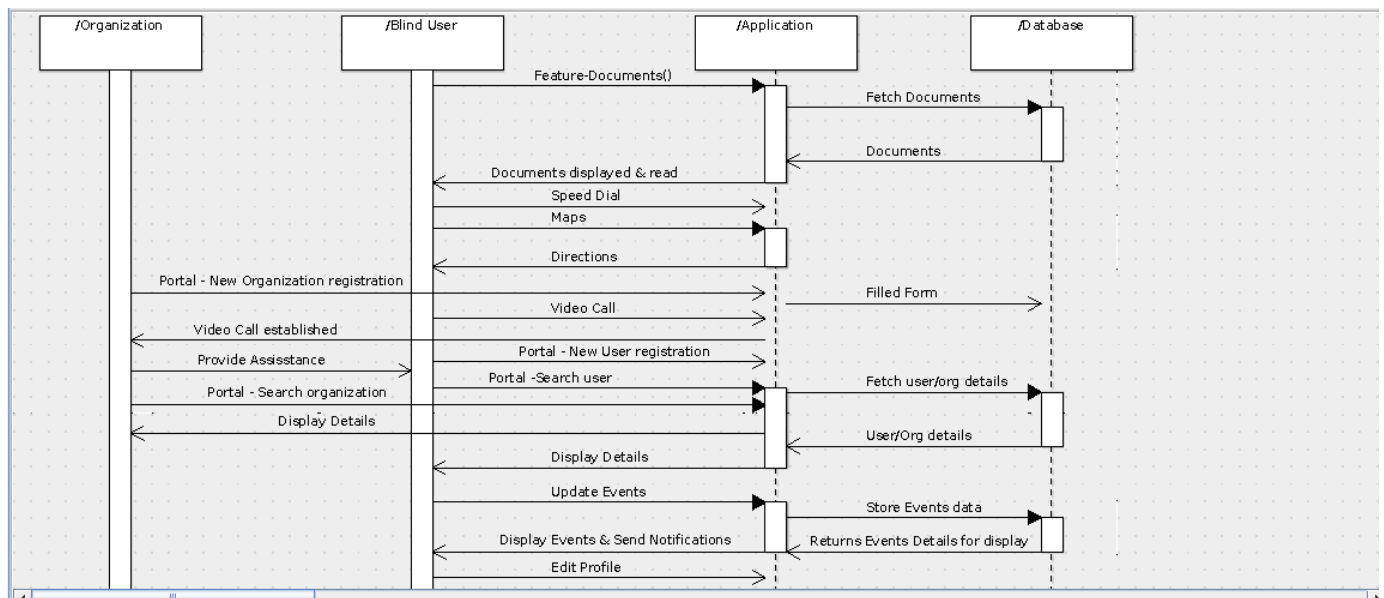 /Organization
/Blind User
/Application
/Database
Feature-Documents()
Fetch Documents
Documents
Documents displayed & read
Speed Dial
Maps
Directions
Portal - New Organization registration
Filled Form
Video Call
Video Call established
Portal - New User registration
Provide Assisstance
Portal -Search user
Fetch user/org details
Portal - Search organization
Display Details
User/Org details
Display Details
Update Events
Store Events data
Display Events & Send Notifications
Returns Events Details for display
Edit Profile